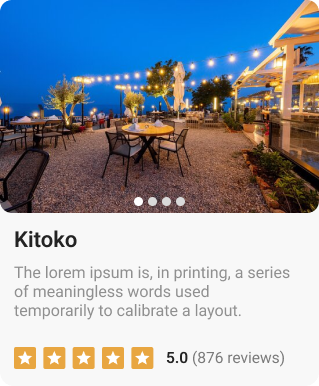 Kitoko
The lorem ipsum is, in printing, a series
of meaningless words used
temporarily to calibrate a layout.
5.0 (876 reviews)